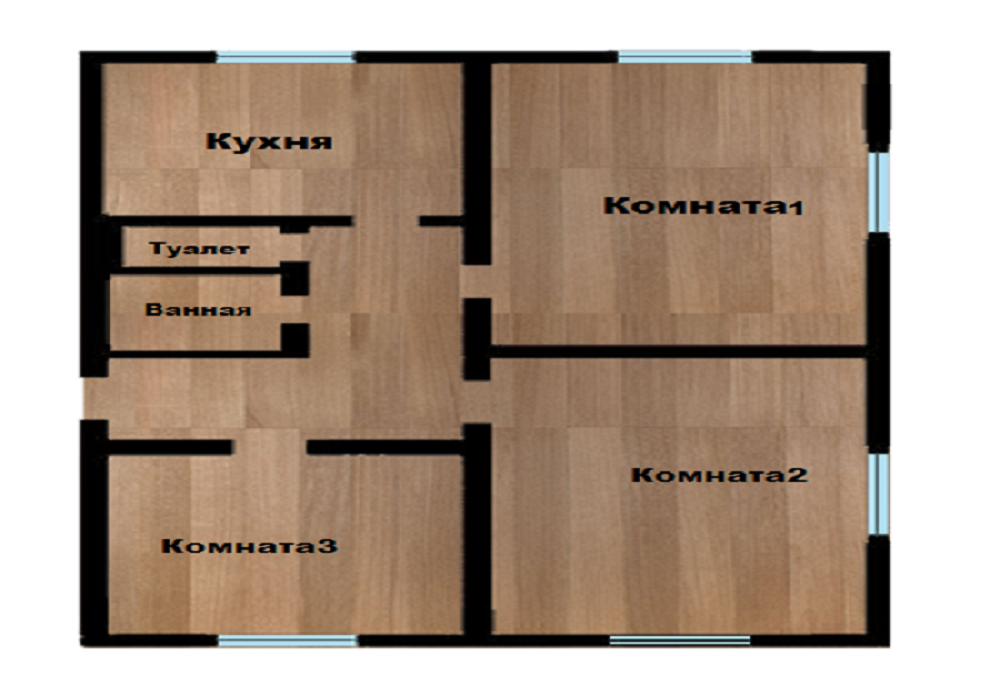 Кухня
Комната1
Туалет
Ванная
Комната2
Комната3